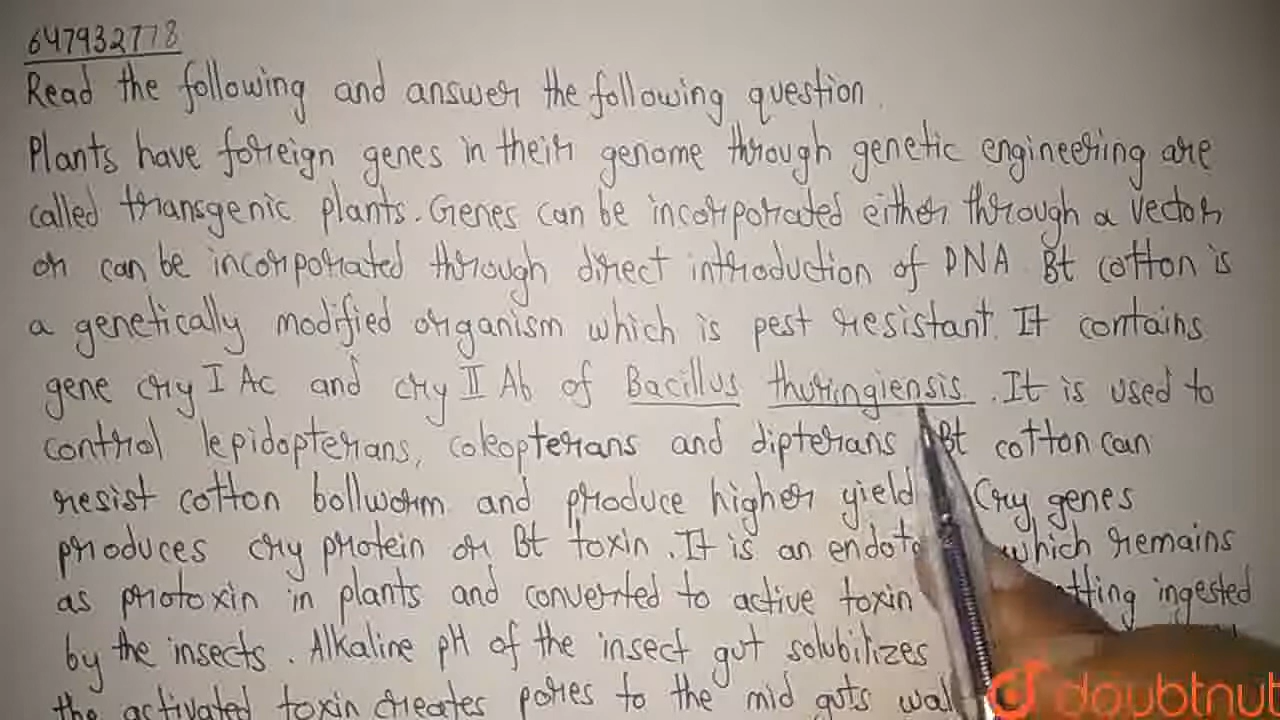 647932778
Read the following and answer the following question.
Plants have foreign genes in their genome through genetic engineering are
called transgenic plants. Genes can be incorporated either through a vector
or can be incorporated through direct introduction of DNA. Bt cotton is
a genetically modified organism which is pest resistant. It contains
gene cry I Ac and cry II Ab of Bacillus thuringiensis. It is used to
control lepidopterans, coleopterans and dipterans Bt cotton can
resist cotton bollworm and produce higher yield Cry genes
produces cry protein or Bt toxin. It is an which remains
as protoxin in plants and converted to active toxin ingested
by the insects. Alkaline pH of the insect gut solubilizes
the activated toxin creates pores to the mid guts
doubtnut